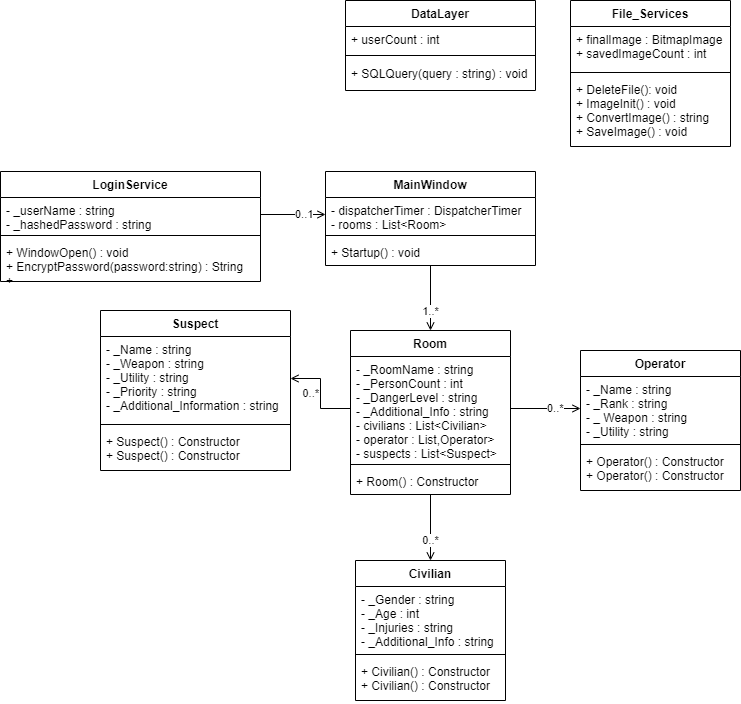 DataLayer
+ userCount : int
+ SQLQuery(query : string) : void
File_Services
+ finalImage : BitmapImage
+ savedImageCount : int
+ DeleteFile(): void
+ ImageInit() : void
+ ConvertImage() : string
+ SaveImage() : void
LoginService
- _userName : string
- _hashedPassword : string
+ WindowOpen() : void
+ EncryptPassword(password:string) : String
+
0..1
MainWindow
- dispatcherTimer : DispatcherTimer
- rooms : List<Room>
+ Startup() : void
1..*
Suspect
- _Name : string
- _Weapon : string
- _Utility : string
- _Priority : string
- _Additional_Information : string
+ Suspect() : Constructor
+ Suspect() : Constructor
0..*
Room
- _RoomName : string
- _PersonCount : int
- _DangerLevel : string
- _Additional_Info : string
- civilians : List<Civilian>
- operator : List,Operator>
- suspects : List<Suspect>
+ Room() : Constructor
0..*
Operator
- _Name : string
- _Rank : string
- _ Weapon : string
- _Utility : string
+ Operator() : Constructor
+ Operator() : Constructor
0..*
Civilian
- _Gender : string
- _Age : int
- _Injuries : string
- _Additional_Info : string
+ Civilian() : Constructor
+ Civilian() : Constructor